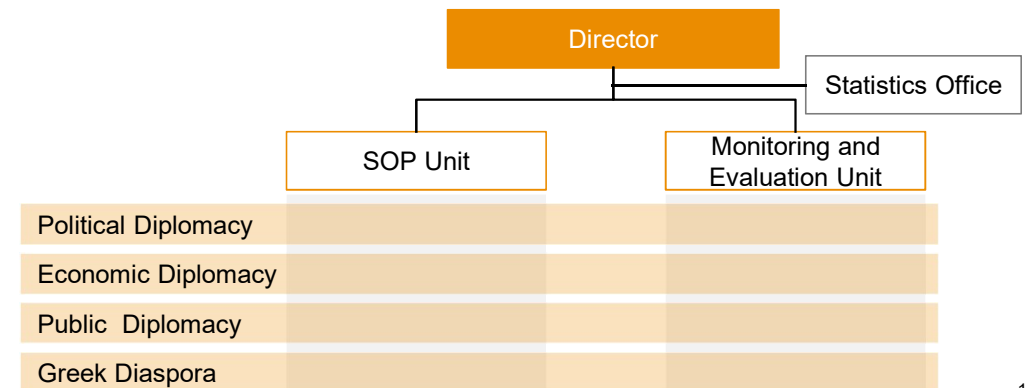 Director
Statistics Office
SOP Unit
Monitoring and
Evaluation Unit
Political Diplomacy
Economic Diplomacy
Public  Diplomacy
Greek Diaspora